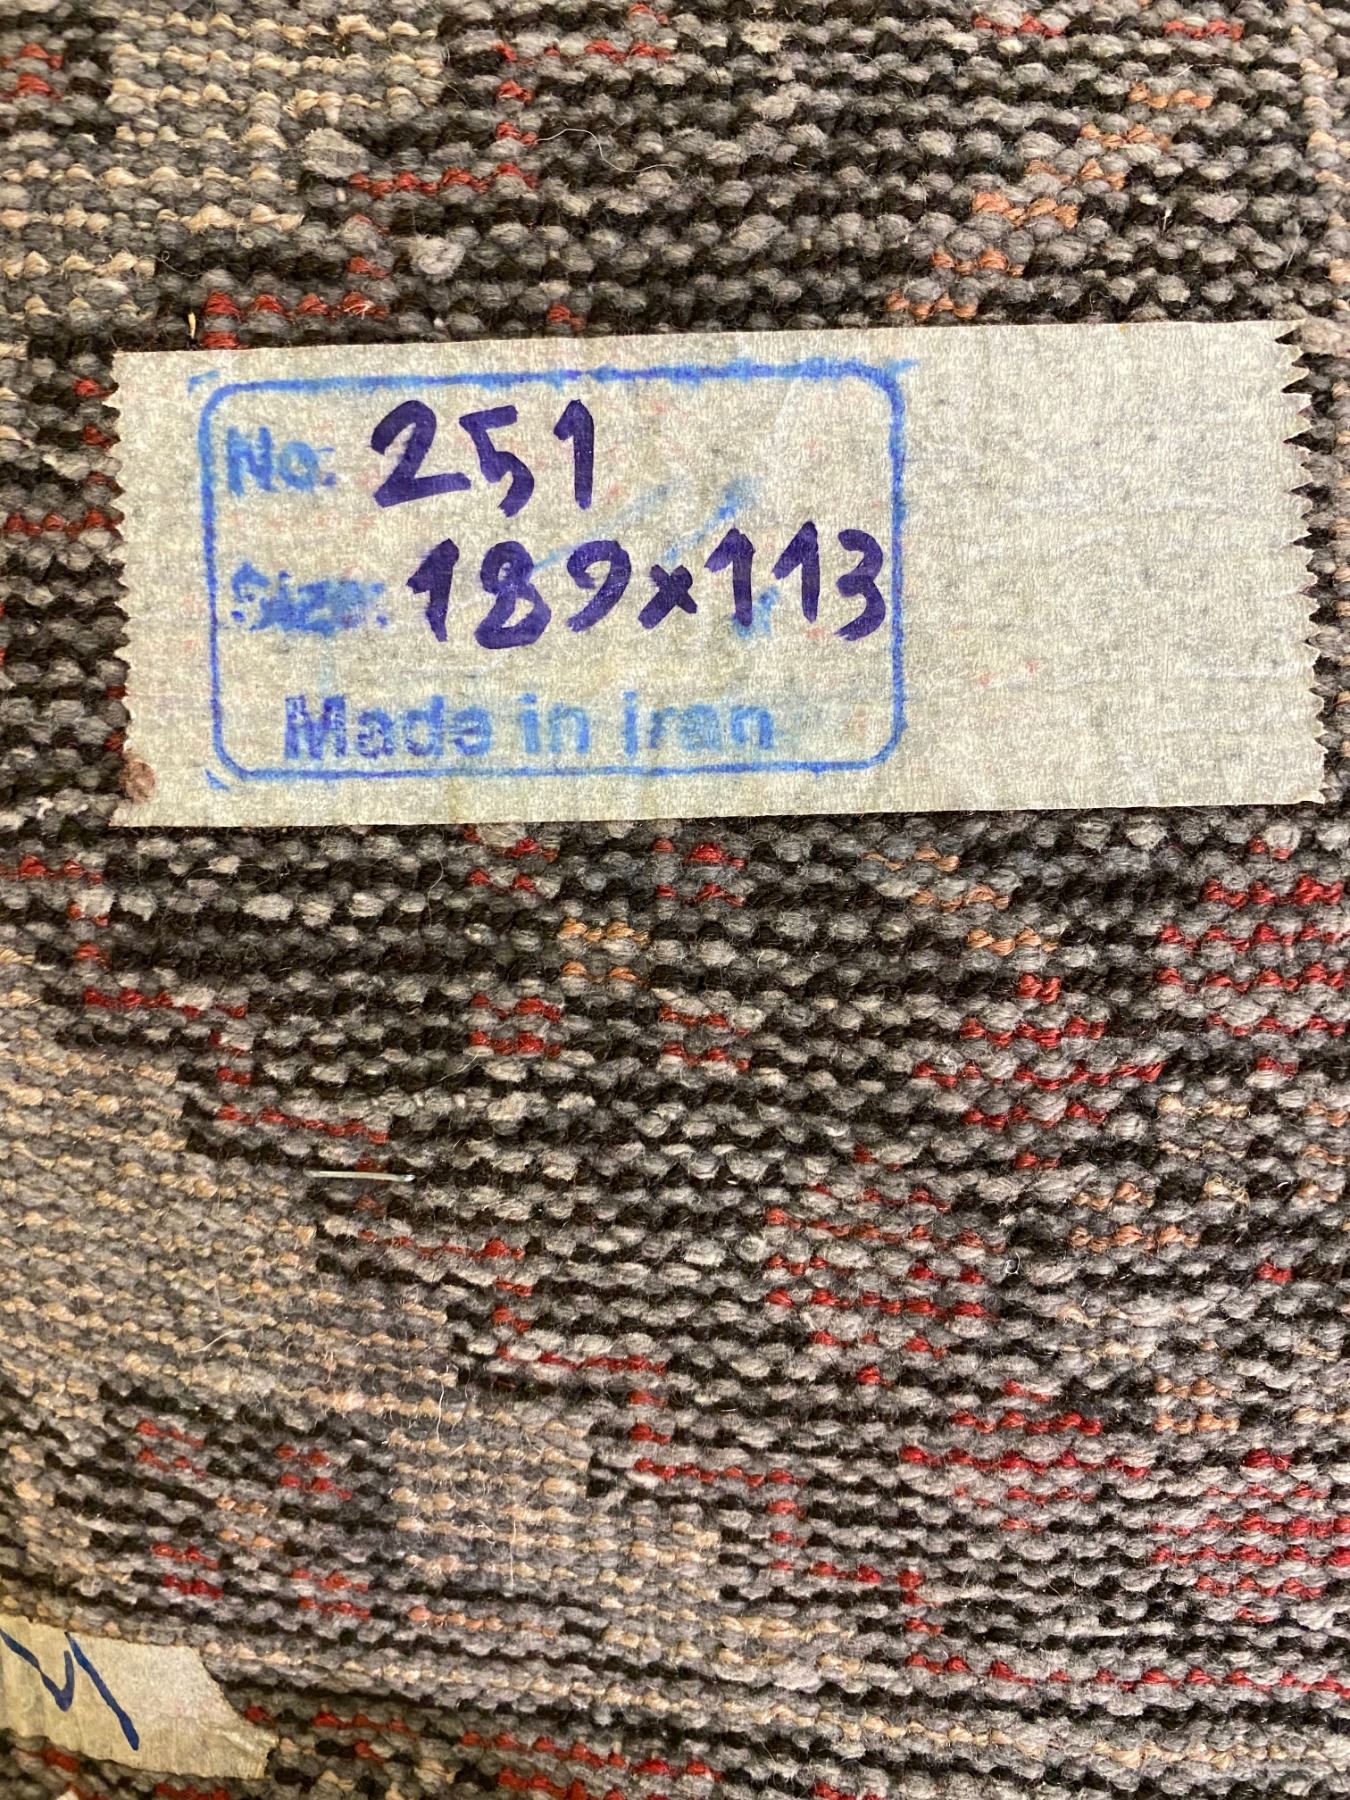 No: 251
Size: 189x113
Made in Iran